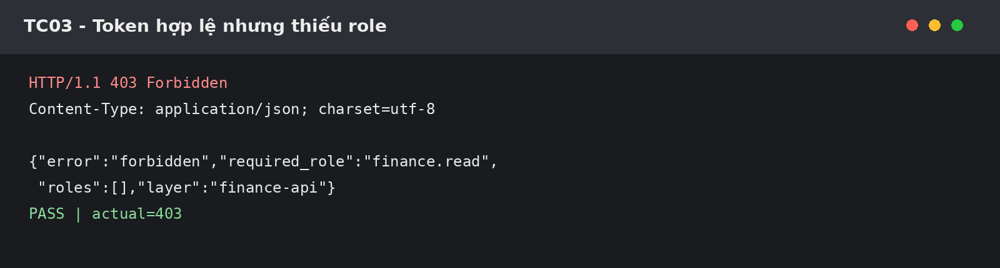 TC03 - Token hợp lệ nhưng thiếu role
HTTP/1.1 403 Forbidden
Content-Type: application/json; charset=utf-8
{"error":"forbidden","required_role":"finance.read",
"roles":[],"layer":"finance-api"}
PASS | actual=403